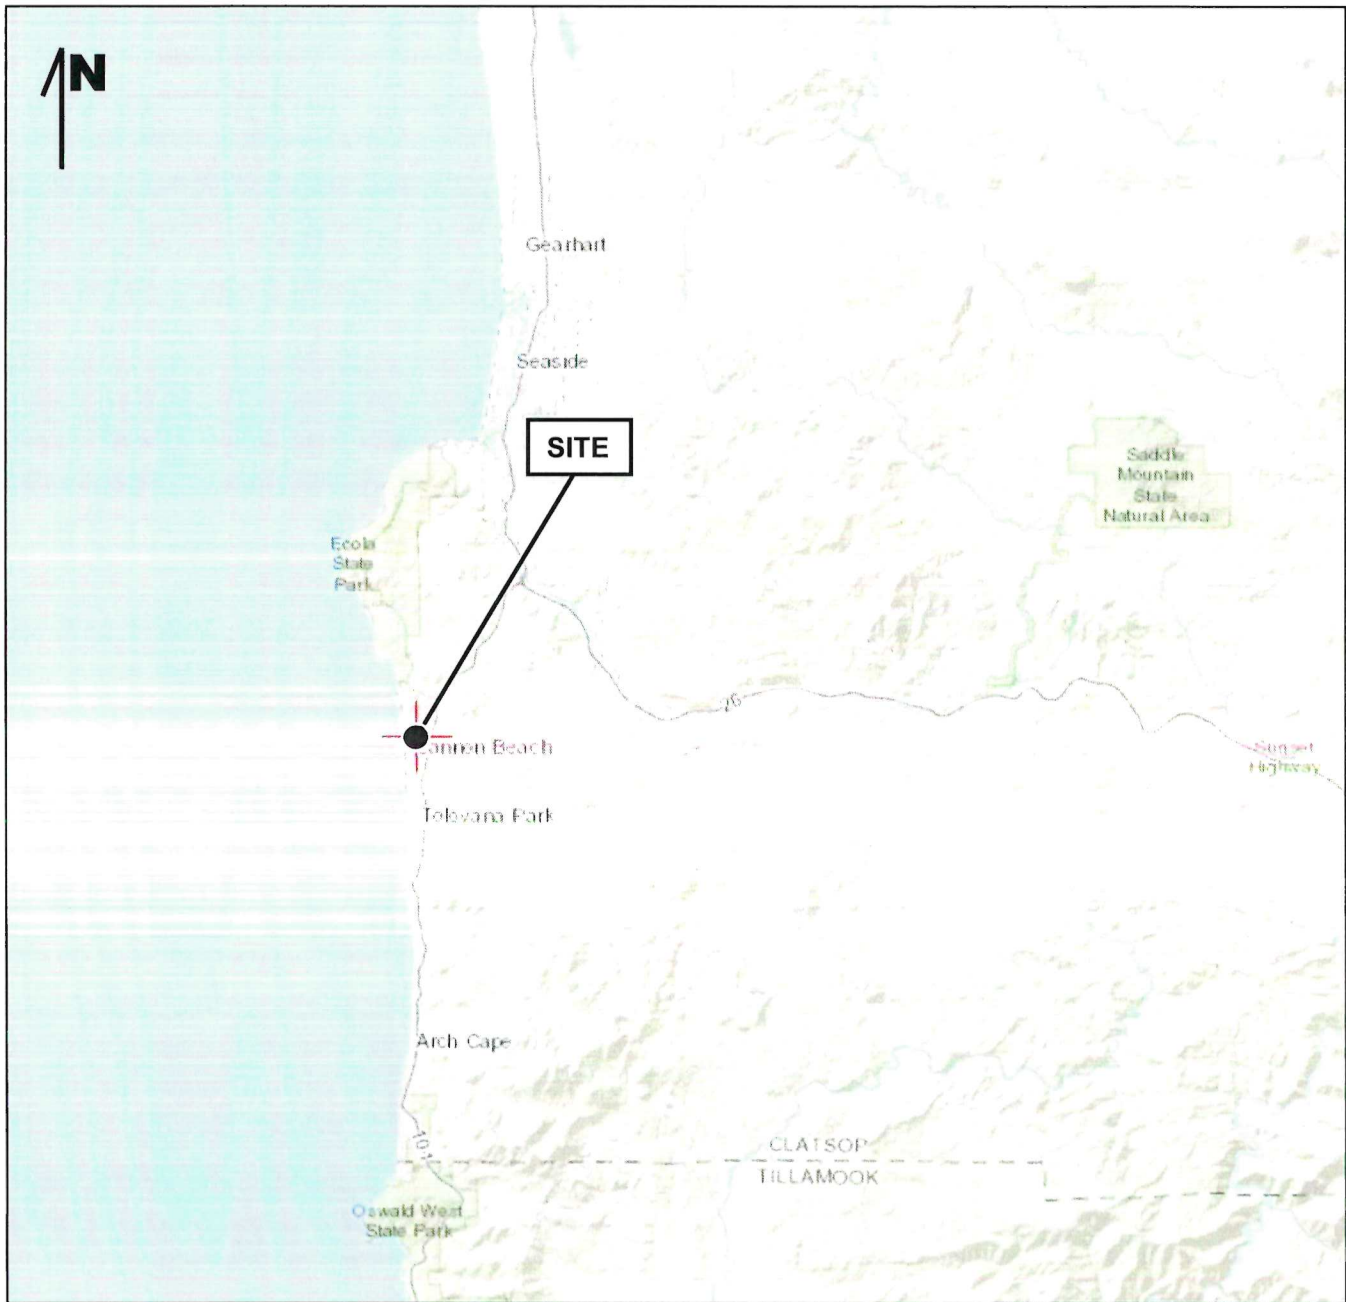 N
Gearhart
Seaside
SITE
Saddle
Mountain
State
Natural Area
Ecola
State
Park
26
Cannon Beach
Sunset
Highway
Tolovana Park
Arch Cape
101
CLATSOP
TILLAMOOK
Oswald West
State Park